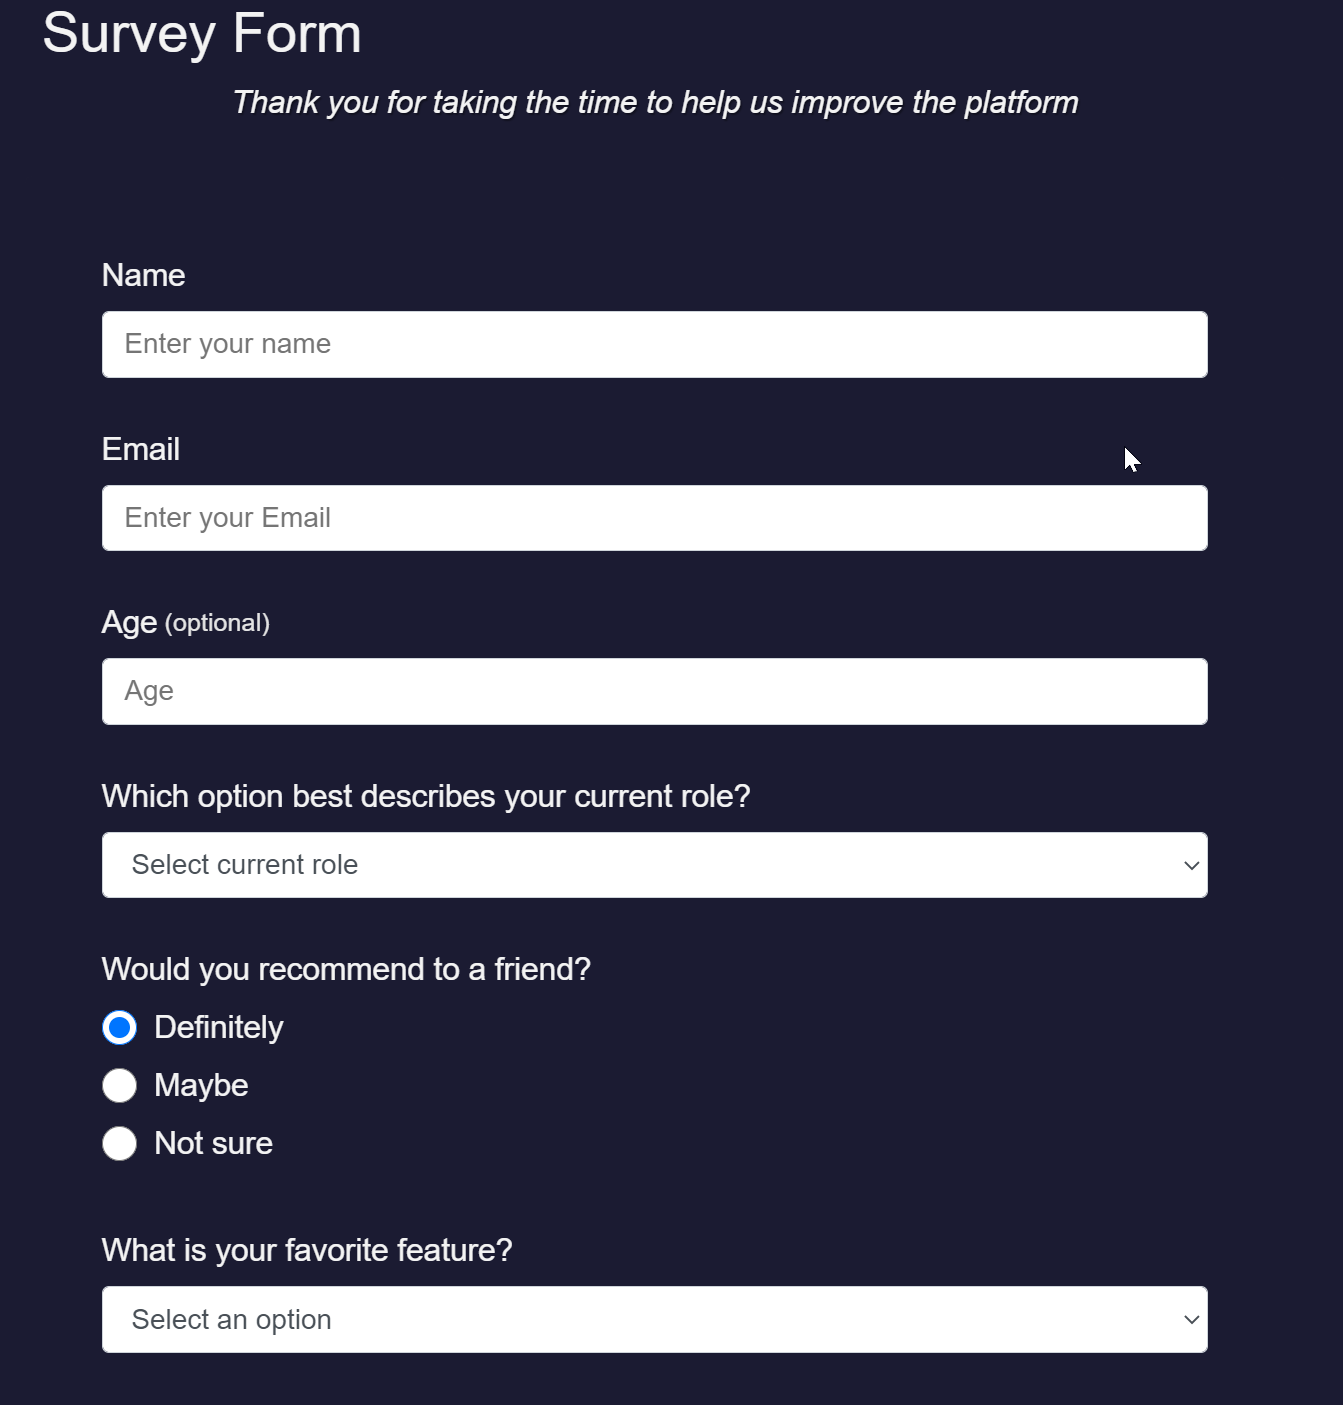 Survey Form
Thank you for taking the time to help us improve the platform
Name
Enter your name
Email
Enter your Email
Age (optional)
Age
Which option best describes your current role?
Select current role
Would you recommend to a friend?
Definitely
Maybe
Not sure
What is your favorite feature?
Select an option